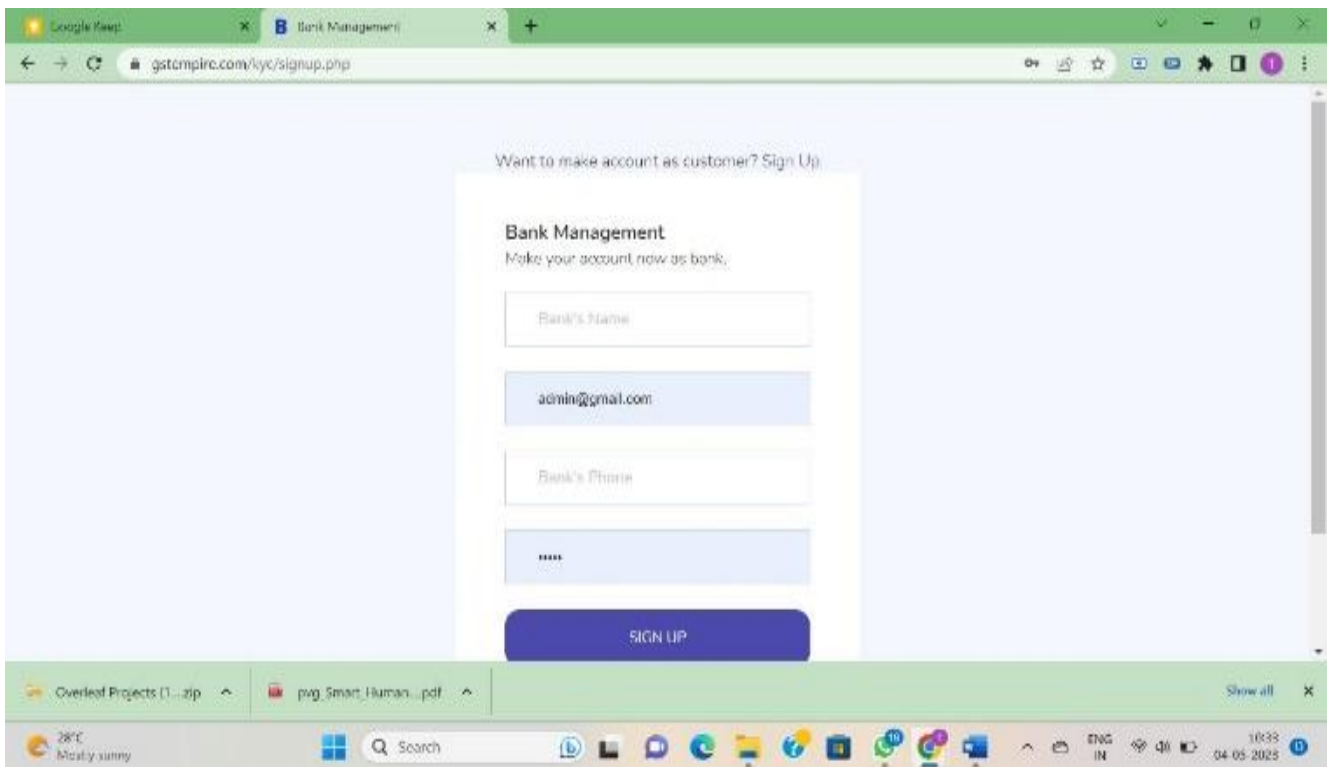 Google Keep
Bank Management
gstempire.com/kyc/signup.php
Want to make account as customer? Sign Up
Bank Management
Make your account now as bank.
Bank's Name
admin@gmail.com
Bank's Phone
•••••
SIGN UP
Overleaf Projects (1....zip
pvg_Smart_Human....pdf
Show all
28°C
Mostly sunny
Search
ENG
IN
10:33
04-05-2023